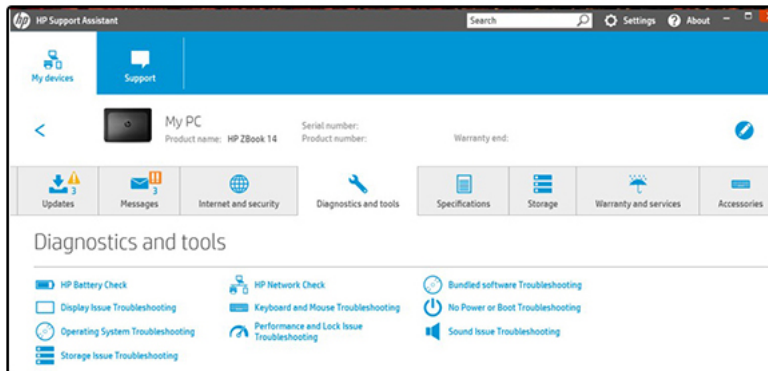 hp HP Support Assistant Search Settings ? About
My devices Support
My PC
Product name: HP ZBook 14
Serial number:
Product number:
Warranty end:
3 3
Updates Messages Internet and security Diagnostics and tools Specifications Storage Warranty and services Accessories
Diagnostics and tools
HP Battery Check HP Network Check Bundled software Troubleshooting
Display Issue Troubleshooting Keyboard and Mouse Troubleshooting No Power or Boot Troubleshooting
Operating System Troubleshooting Performance and Lock Issue
Troubleshooting Sound Issue Troubleshooting
Storage Issue Troubleshooting